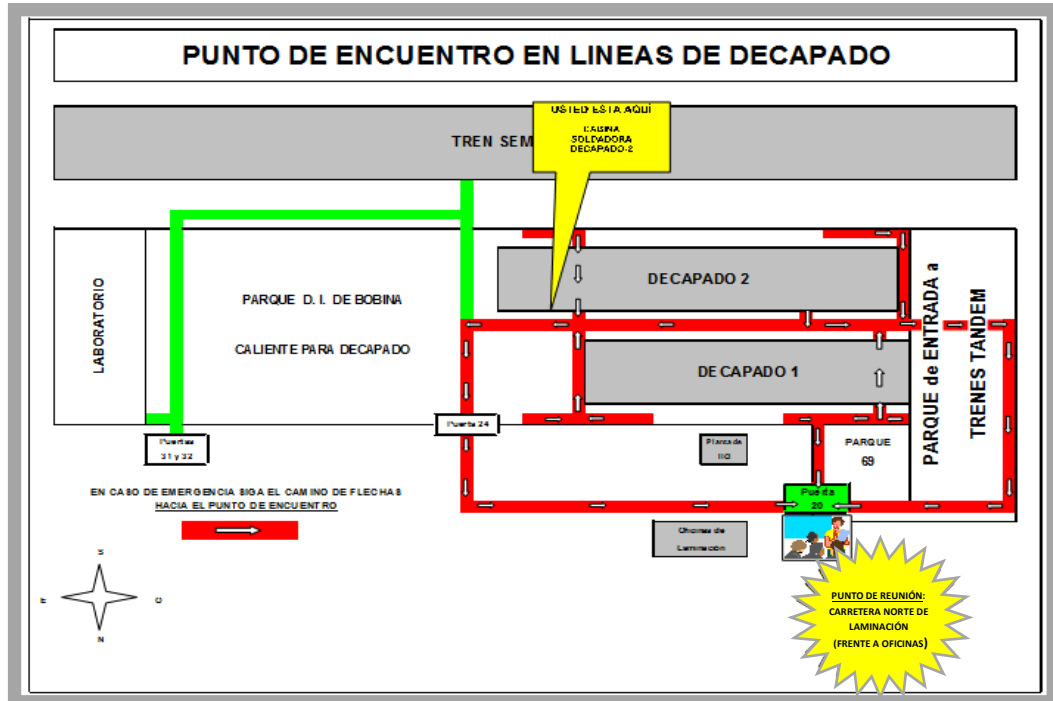 PUNTO DE ENCUENTRO EN LINEAS DE DECAPADO
TREN SEM
USTED ESTA AQUÍ
CABINA
SOLDADORA
DECAPADO-2
LABORATORIO
PARQUE D. I. DE BOBINA
CALIENTE PARA DECAPADO
DECAPADO 2
DECAPADO 1
PARQUE de ENTRADA a
TRENES TANDEM
Puertas
31 y 32
Puerta 24
Planta de
PARQUE
69
EN CASO DE EMERGENCIA SIGA EL CAMINO DE FLECHAS
HACIA EL PUNTO DE ENCUENTRO
Puerta
20
Oficinas de
Laminación
S
E
O
N
PUNTO DE REUNIÓN:
CARRETERA NORTE DE
LAMINACIÓN
(FRENTE A OFICINAS)